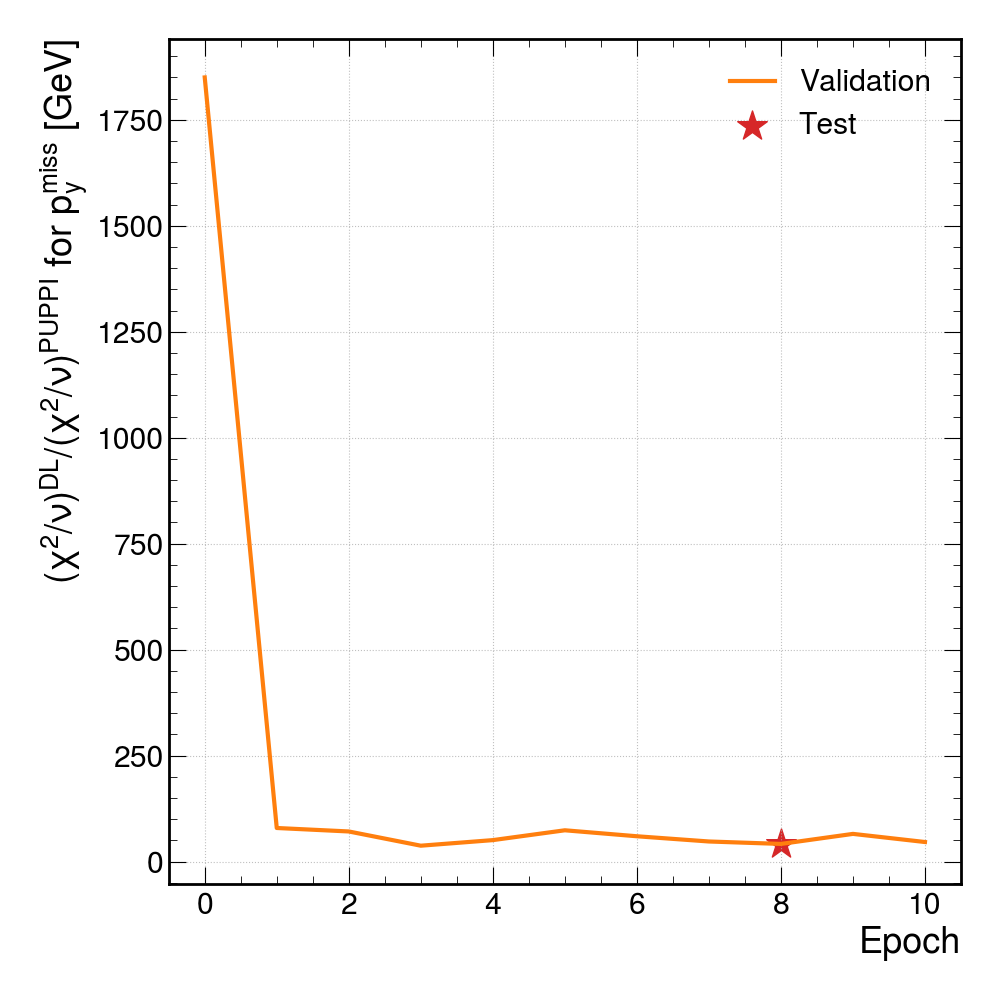 (χ²/ν)ᴰᴸ/(χ²/ν)ᴾᵁᴾᴾᴵ for p_y^miss [GeV]
Validation
Test
1750
1500
1250
1000
750
500
250
0
0 2 4 6 8 10
Epoch